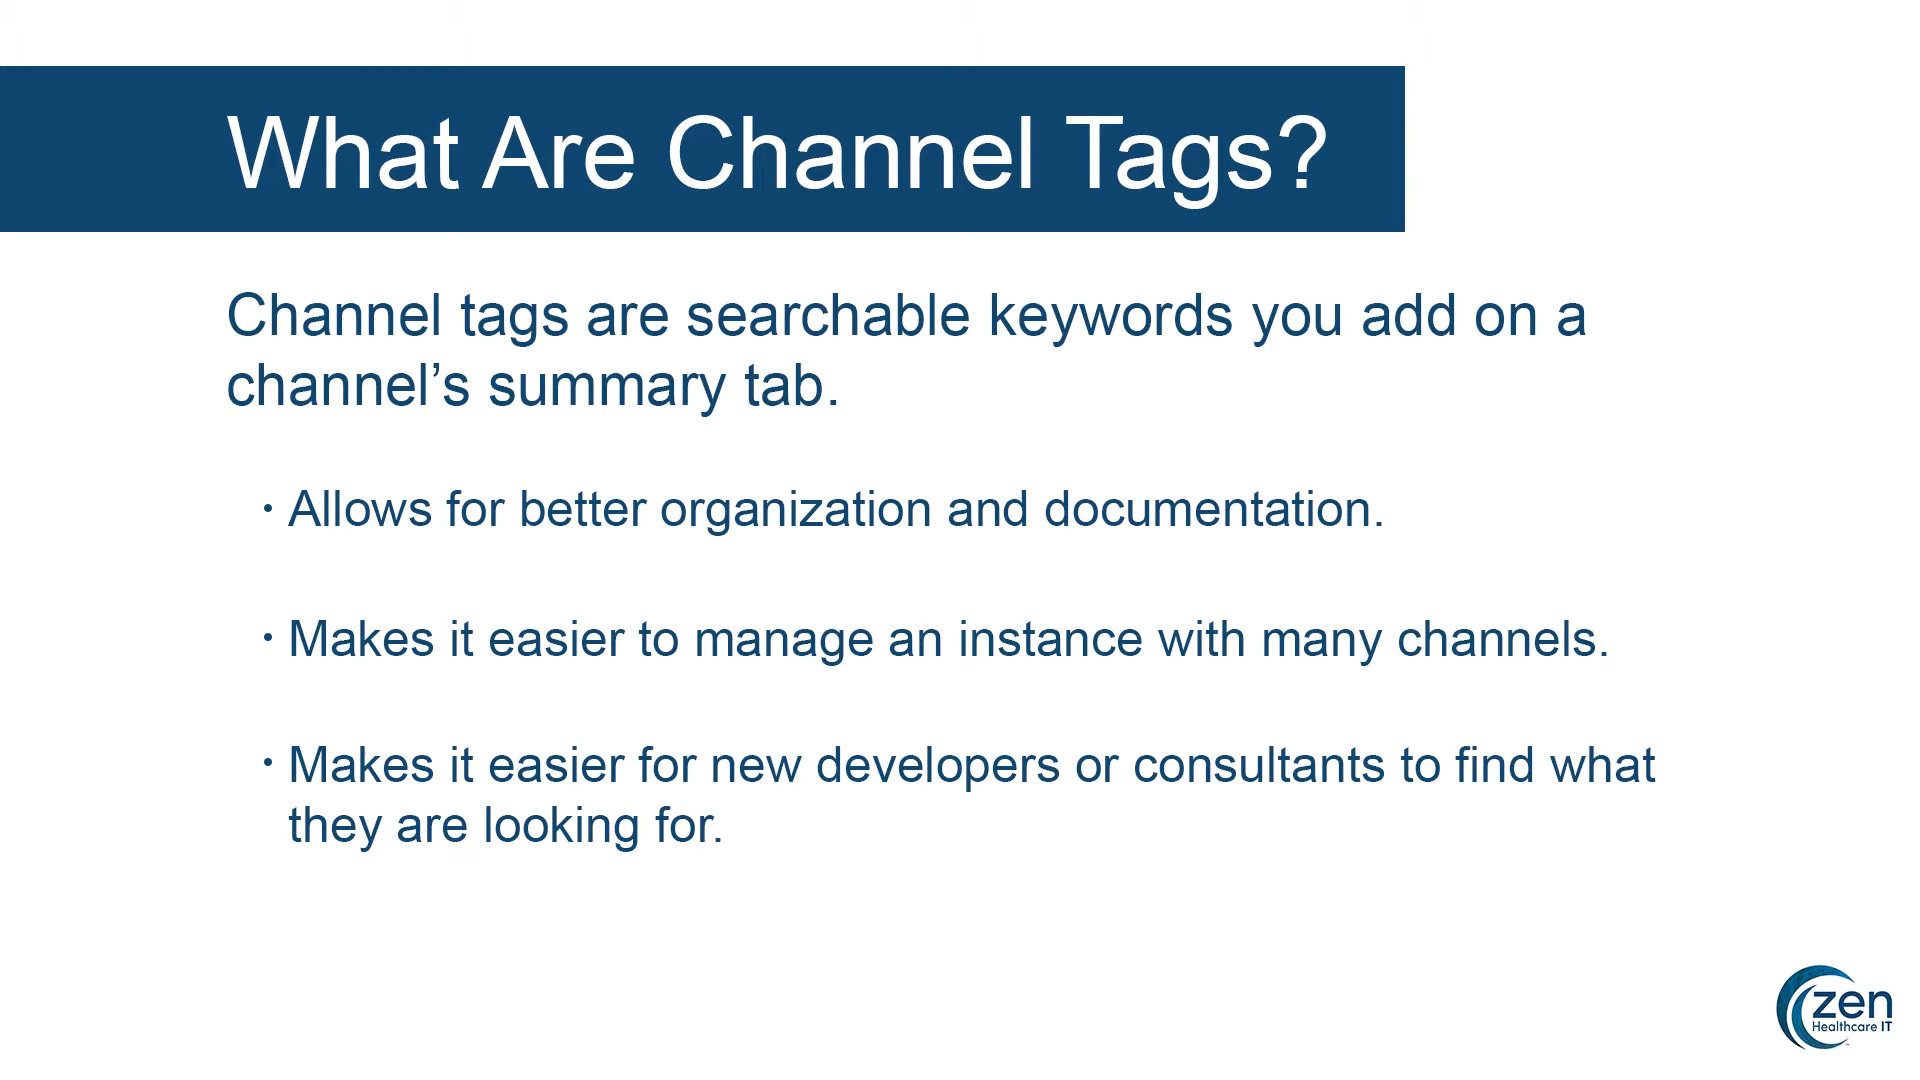 What Are Channel Tags?
Channel tags are searchable keywords you add on a
channel’s summary tab.
· Allows for better organization and documentation.
· Makes it easier to manage an instance with many channels.
· Makes it easier for new developers or consultants to find what
they are looking for.
zen
Healthcare IT